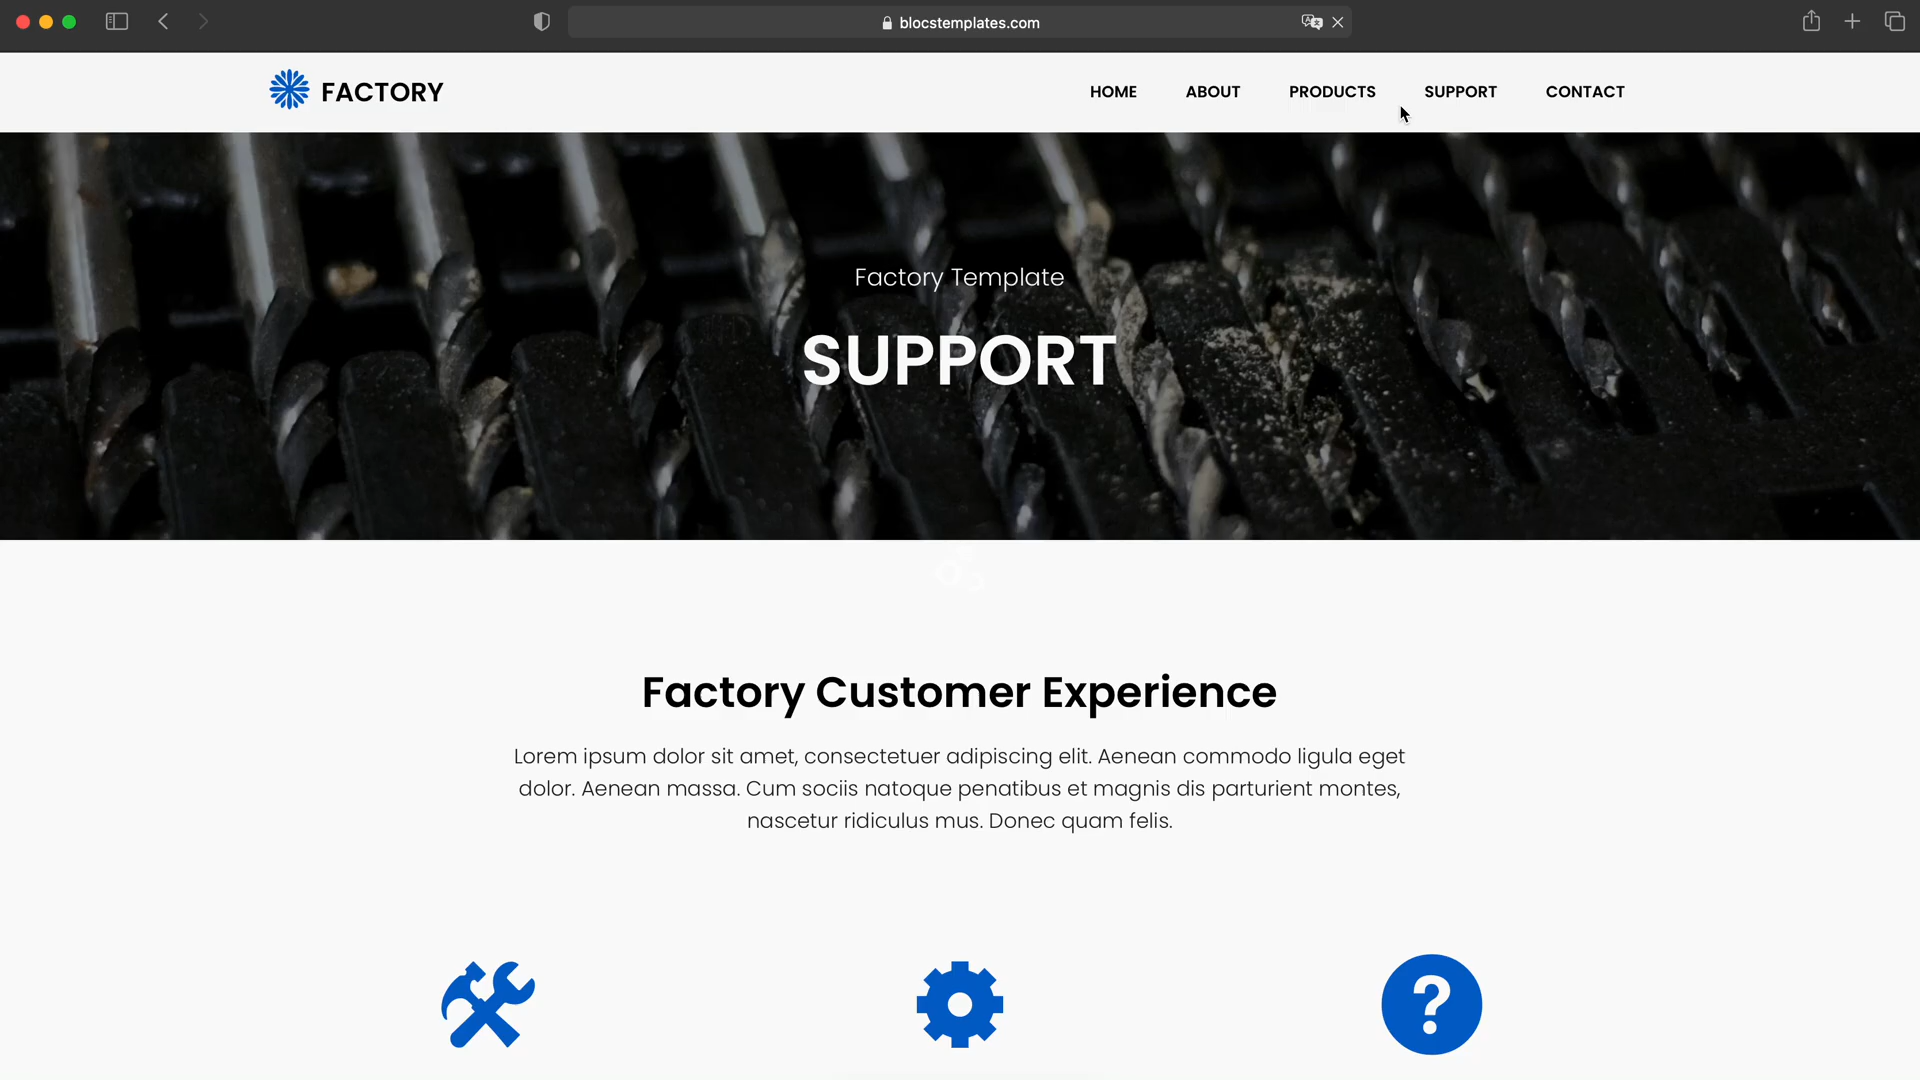 blocstemplates.com
FACTORY
HOME ABOUT PRODUCTS SUPPORT CONTACT
Factory Template
SUPPORT
Factory Customer Experience
Lorem ipsum dolor sit amet, consectetuer adipiscing elit. Aenean commodo ligula eget
dolor. Aenean massa. Cum sociis natoque penatibus et magnis dis parturient montes,
nascetur ridiculus mus. Donec quam felis.
?